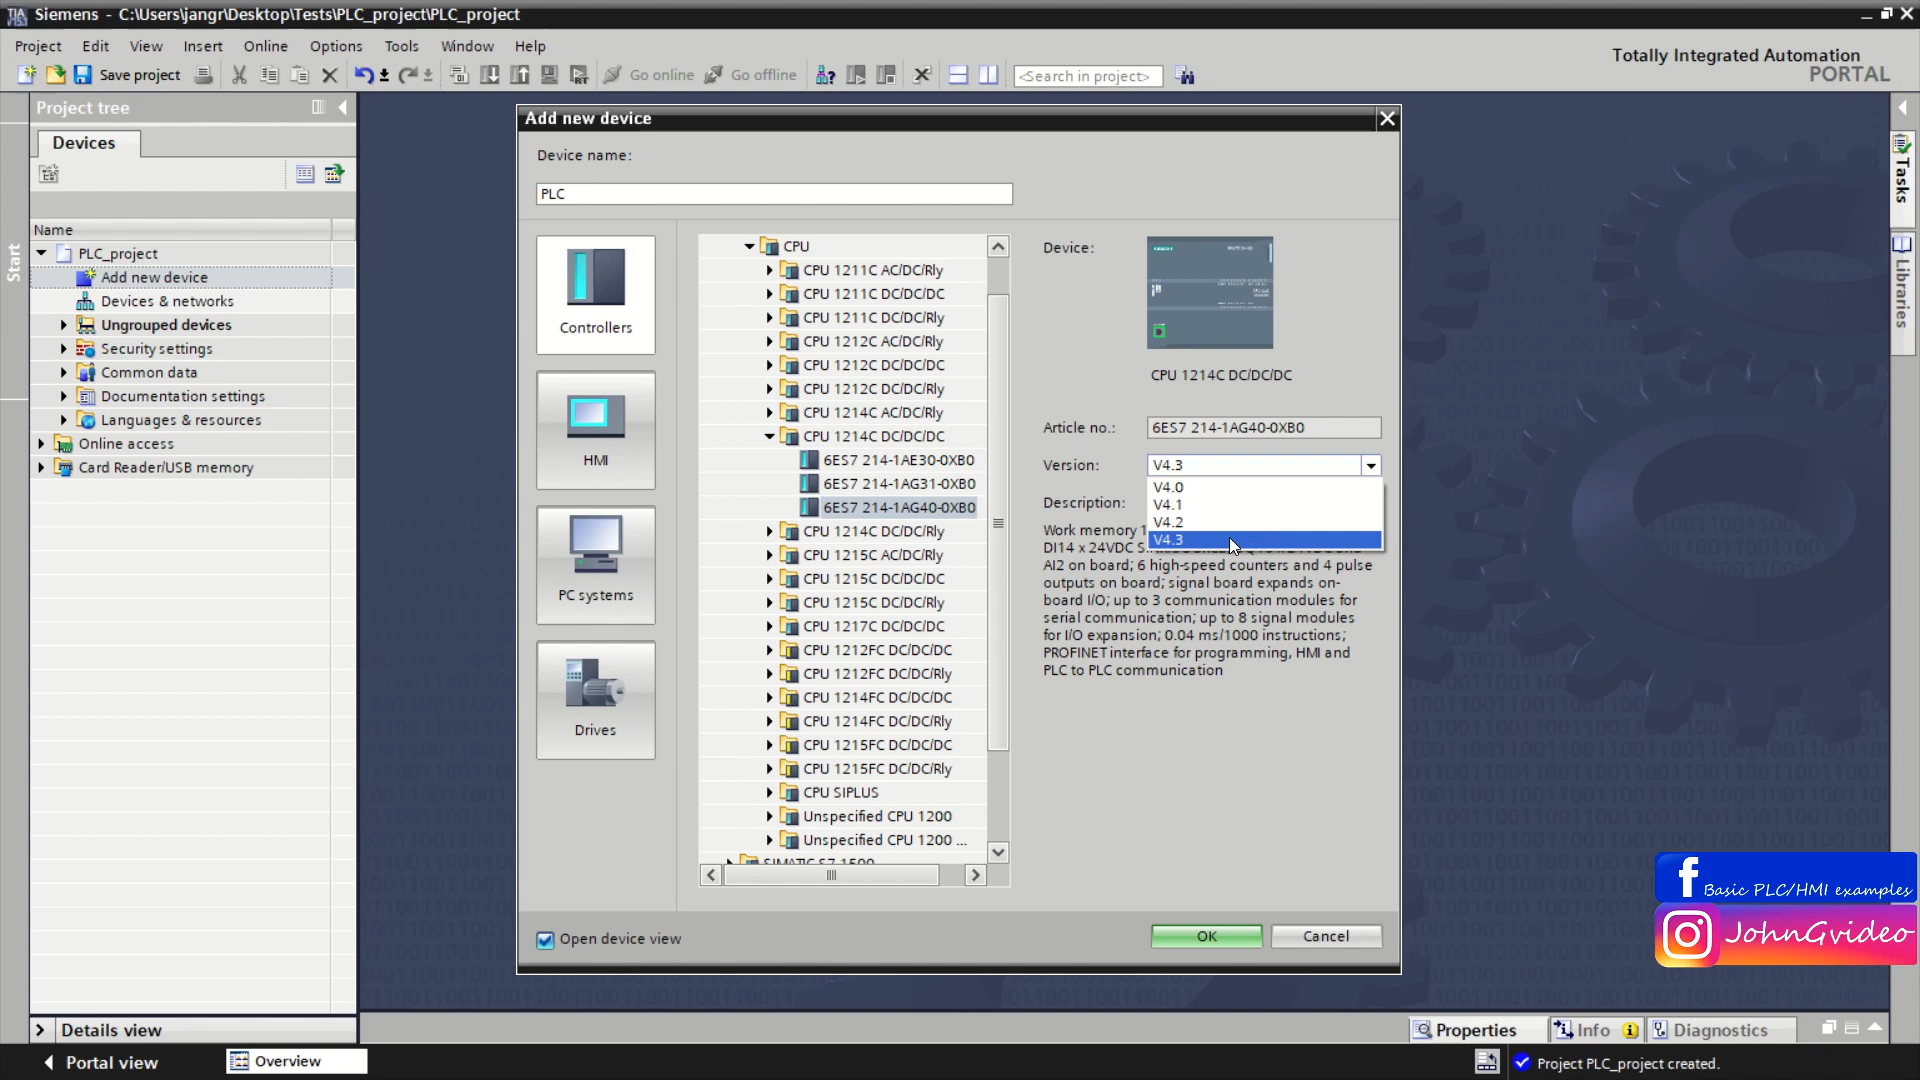 Siemens - C:\Users\jangr\Desktop\Tests\PLC_project\PLC_project
Project Edit View Insert Online Options Tools Window Help
Totally Integrated Automation
PORTAL
Save project
Go online
Go offline
<Search in project>
Project tree
Devices
Start
Name
PLC_project
Add new device
Devices & networks
Ungrouped devices
Security settings
Common data
Documentation settings
Languages & resources
Online access
Card Reader/USB memory
Details view
Add new device
Device name:
PLC
Controllers
HMI
PC systems
Drives
CPU
CPU 1211C AC/DC/Rly
CPU 1211C DC/DC/DC
CPU 1211C DC/DC/Rly
CPU 1212C AC/DC/Rly
CPU 1212C DC/DC/DC
CPU 1212C DC/DC/Rly
CPU 1214C AC/DC/Rly
CPU 1214C DC/DC/DC
6ES7 214-1AE30-0XB0
6ES7 214-1AG31-0XB0
6ES7 214-1AG40-0XB0
CPU 1214C DC/DC/Rly
CPU 1215C AC/DC/Rly
CPU 1215C DC/DC/DC
CPU 1215C DC/DC/Rly
CPU 1217C DC/DC/DC
CPU 1212FC DC/DC/DC
CPU 1212FC DC/DC/Rly
CPU 1214FC DC/DC/DC
CPU 1214FC DC/DC/Rly
CPU 1215FC DC/DC/DC
CPU 1215FC DC/DC/Rly
CPU SIPLUS
Unspecified CPU 1200
Unspecified CPU 1200 ...
SIMATIC S7-1500
Device:
CPU 1214C DC/DC/DC
Article no.: 6ES7 214-1AG40-0XB0
Version: V4.3
V4.0
V4.1
V4.2
V4.3
Description:
Work memory 1
DI14 x 24VDC
AI2 on board; 6 high-speed counters and 4 pulse
outputs on board; signal board expands on-
board I/O; up to 3 communication modules for
serial communication; up to 8 signal modules
for I/O expansion; 0.04 ms/1000 instructions;
PROFINET interface for programming, HMI and
PLC to PLC communication
Open device view
OK
Cancel
Tasks
Libraries
Basic PLC/HMI examples
JohnGvideo
Properties
Info
Diagnostics
Portal view
Overview
Project PLC_project created.